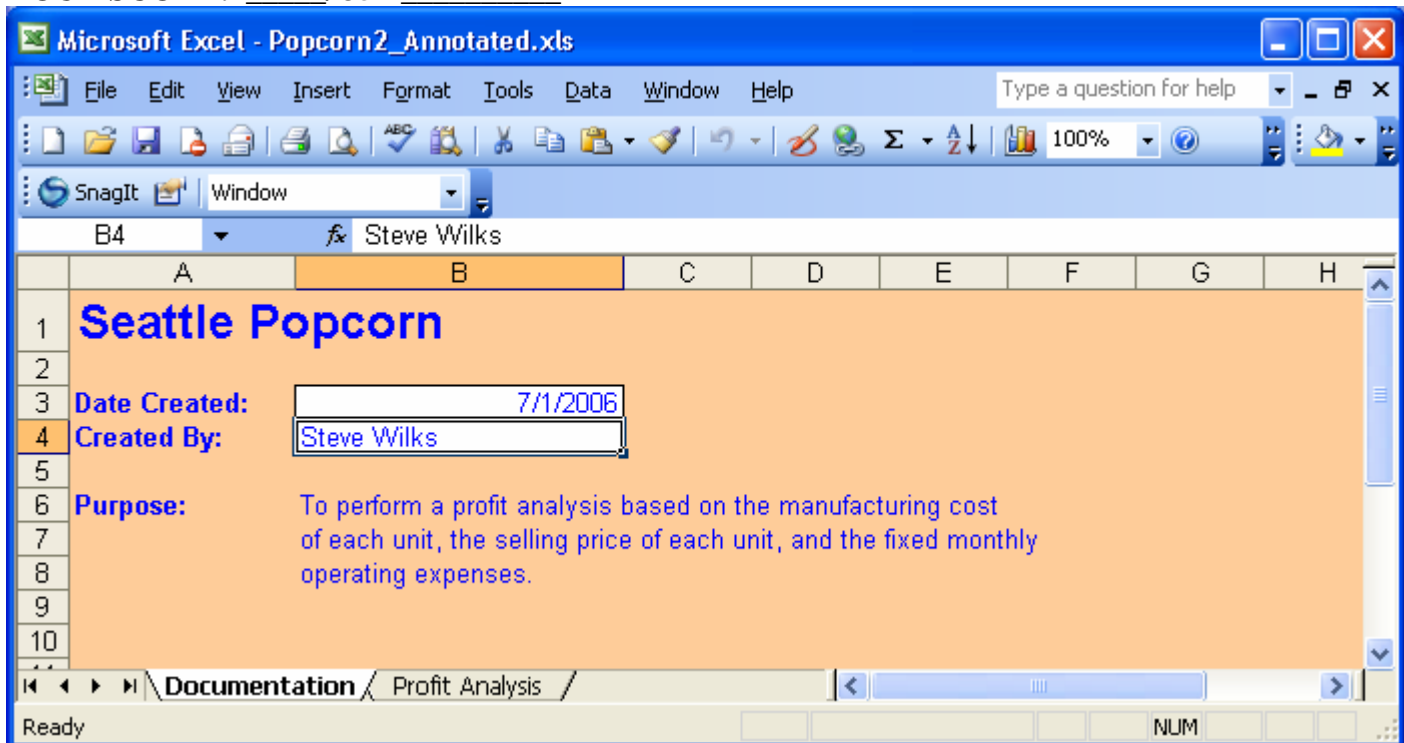 Microsoft Excel - Popcorn2_Annotated.xls
File Edit View Insert Format Tools Data Window Help Type a question for help
ABC Σ A Z 100%
SnagIt Window
B4 fx Steve Wilks
A B C D E F G H
1 Seattle Popcorn
2
3 Date Created: 7/1/2006
4 Created By: Steve Wilks
5
6 Purpose: To perform a profit analysis based on the manufacturing cost
7 of each unit, the selling price of each unit, and the fixed monthly
8 operating expenses.
9
10
Documentation Profit Analysis
Ready NUM